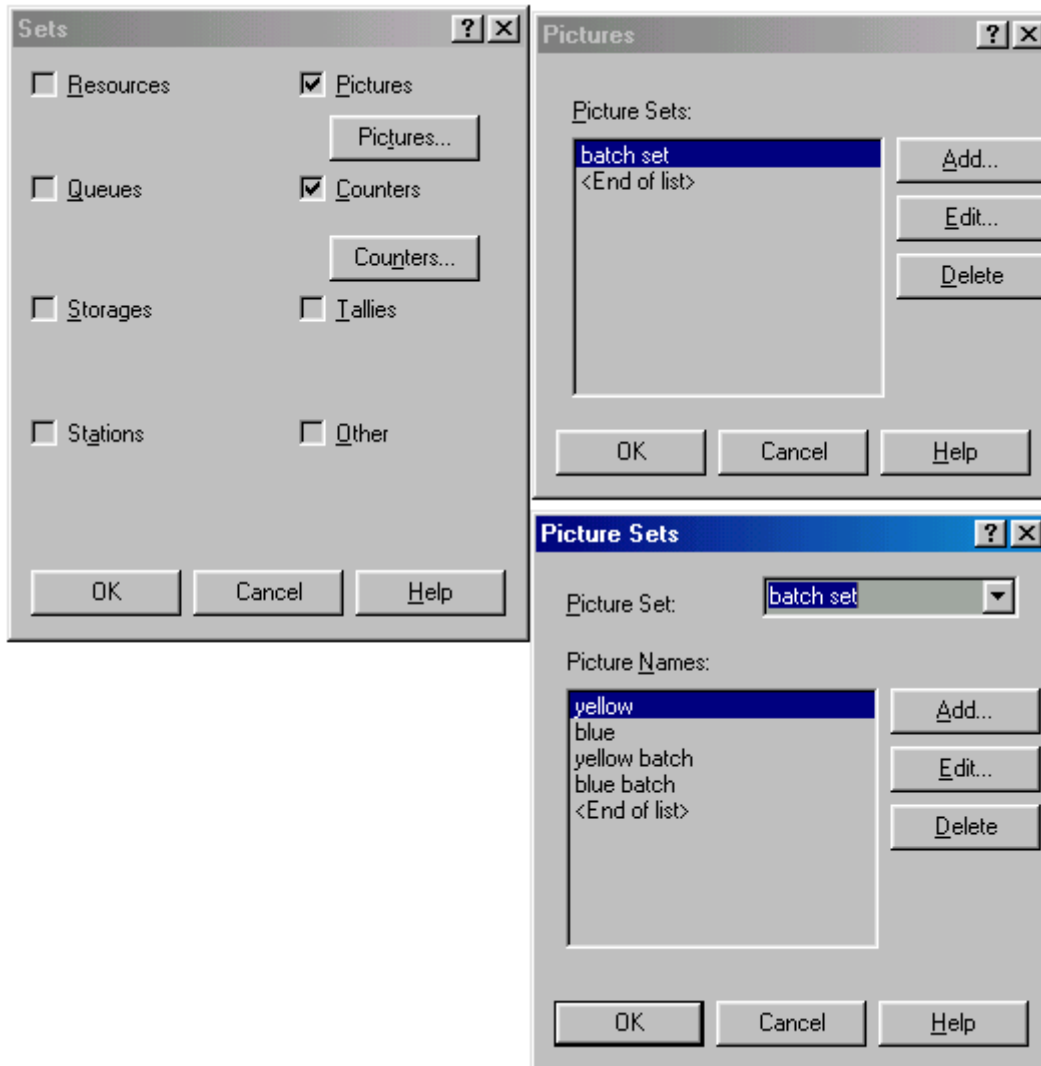 Sets
Resources
Pictures
Pictures...
Queues
Counters
Counters...
Storages
Tallies
Stations
Other
OK
Cancel
Help
Pictures
Picture Sets:
batch set
<End of list>
Add...
Edit...
Delete
OK
Cancel
Help
Picture Sets
Picture Set:
batch set
Picture Names:
yellow
blue
yellow batch
blue batch
<End of list>
Add...
Edit...
Delete
OK
Cancel
Help